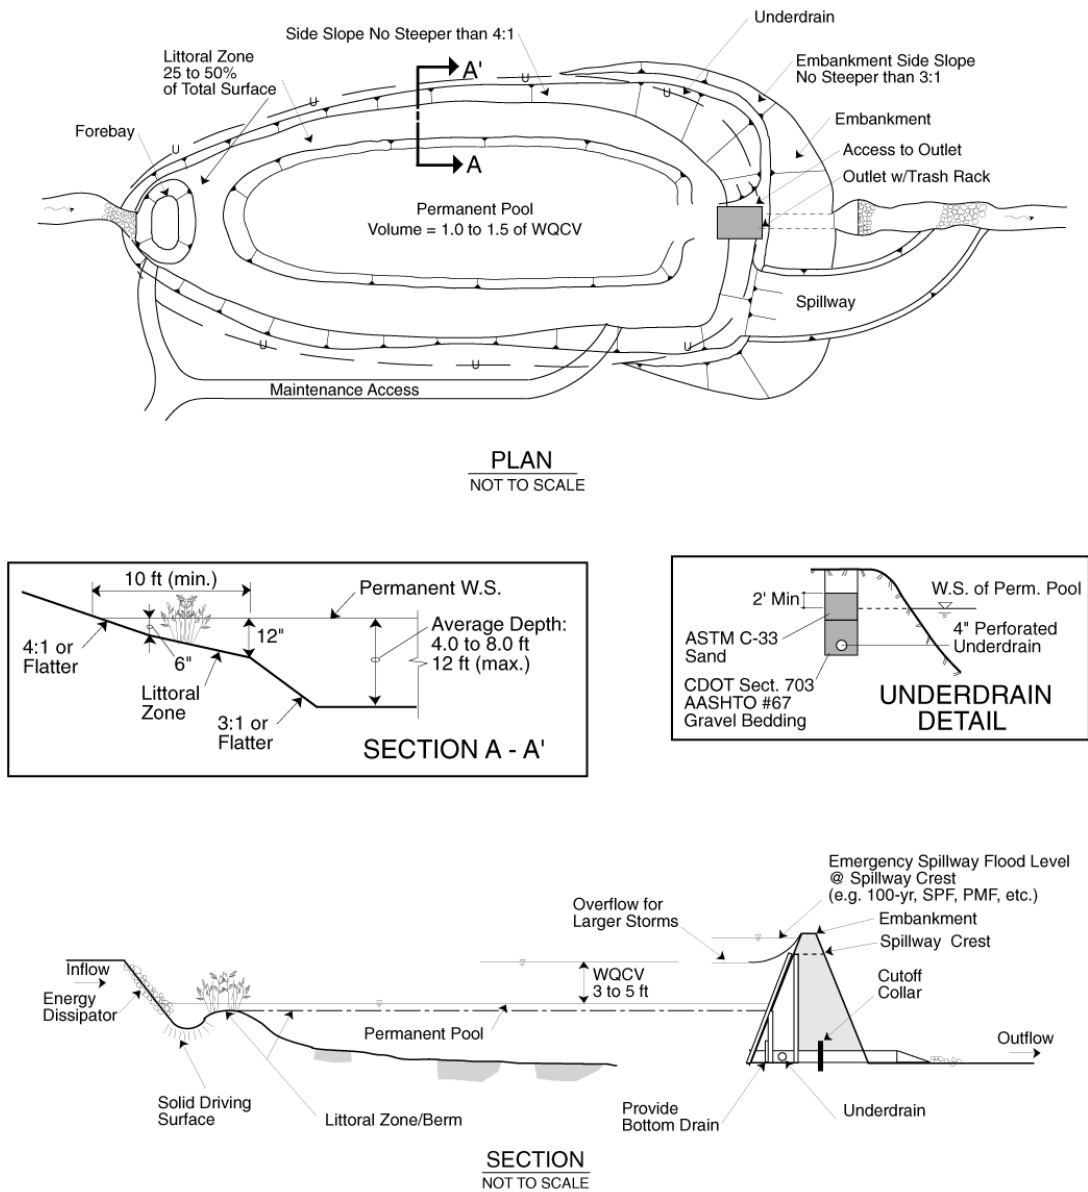 Underdrain
Side Slope No Steeper than 4:1
Littoral Zone
25 to 50%
of Total Surface
A'
Embankment Side Slope
No Steeper than 3:1
U
U
Forebay
U
U
Embankment
Access to Outlet
A
Outlet w/Trash Rack
Permanent Pool
Volume = 1.0 to 1.5 of WQCV
Spillway
U
U
U
Maintenance Access
PLAN
NOT TO SCALE
10 ft (min.)
Permanent W.S.
12"
6"
4:1 or
Flatter
Littoral
Zone
3:1 or
Flatter
Average Depth:
4.0 to 8.0 ft
12 ft (max.)
SECTION A - A'
2' Min
W.S. of Perm. Pool
ASTM C-33
Sand
4" Perforated
Underdrain
CDOT Sect. 703
AASHTO #67
Gravel Bedding
UNDERDRAIN
DETAIL
Emergency Spillway Flood Level
@ Spillway Crest
(e.g. 100-yr, SPF, PMF, etc.)
Overflow for
Larger Storms
Embankment
Spillway Crest
Inflow
Energy
Dissipator
WQCV
3 to 5 ft
Cutoff
Collar
Permanent Pool
Outflow
Solid Driving
Surface
Littoral Zone/Berm
Provide
Bottom Drain
Underdrain
SECTION
NOT TO SCALE